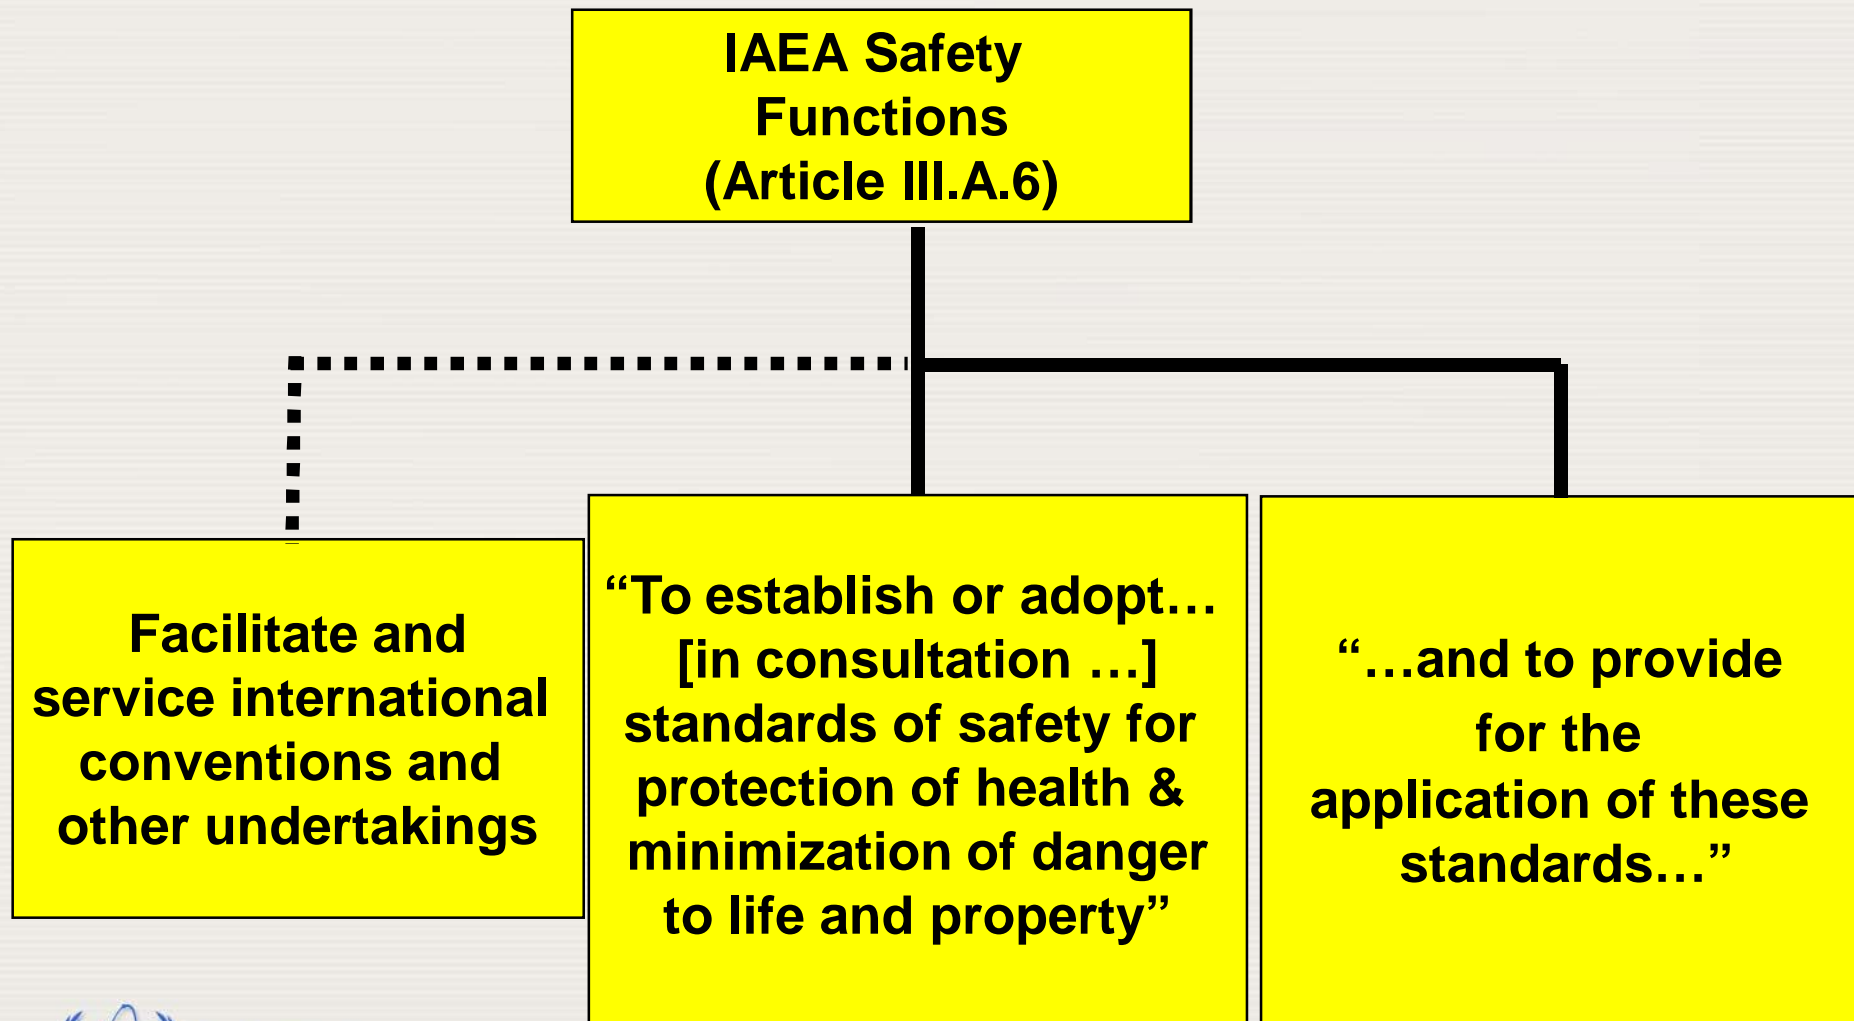 IAEA Safety
Functions
(Article III.A.6)
Facilitate and
service international
conventions and
other undertakings
“To establish or adopt…
[in consultation …]
standards of safety for
protection of health &
minimization of danger
to life and property”
“…and to provide
for the
application of these
standards…”